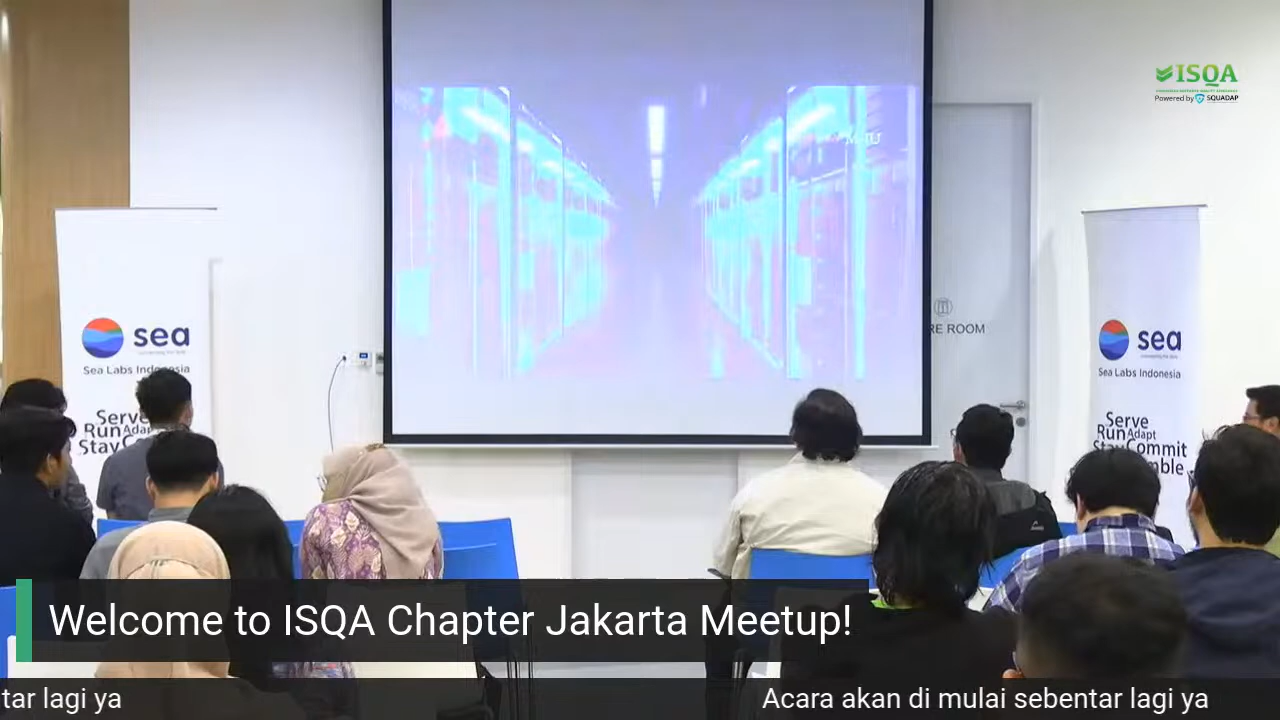 ISQA
Powered by SQUADAP
RE ROOM
sea
Sea Labs Indonesia
Serve
Run Adapt
Stay
sea
Sea Labs Indonesia
Serve
Run Adapt
Stay Commit
mble
Welcome to ISQA Chapter Jakarta Meetup!
tar lagi ya
Acara akan di mulai sebentar lagi ya